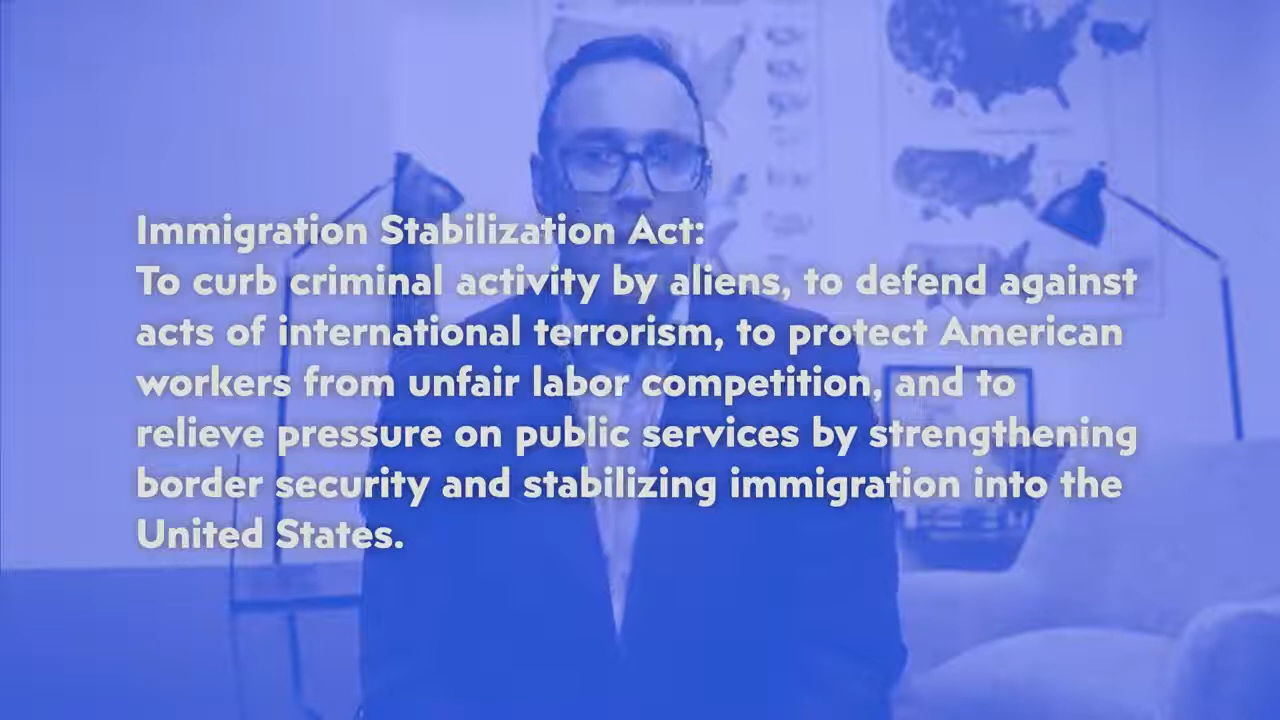 Immigration Stabilization Act:
To curb criminal activity by aliens, to defend against
acts of international terrorism, to protect American
workers from unfair labor competition, and to
relieve pressure on public services by strengthening
border security and stabilizing immigration into the
United States.